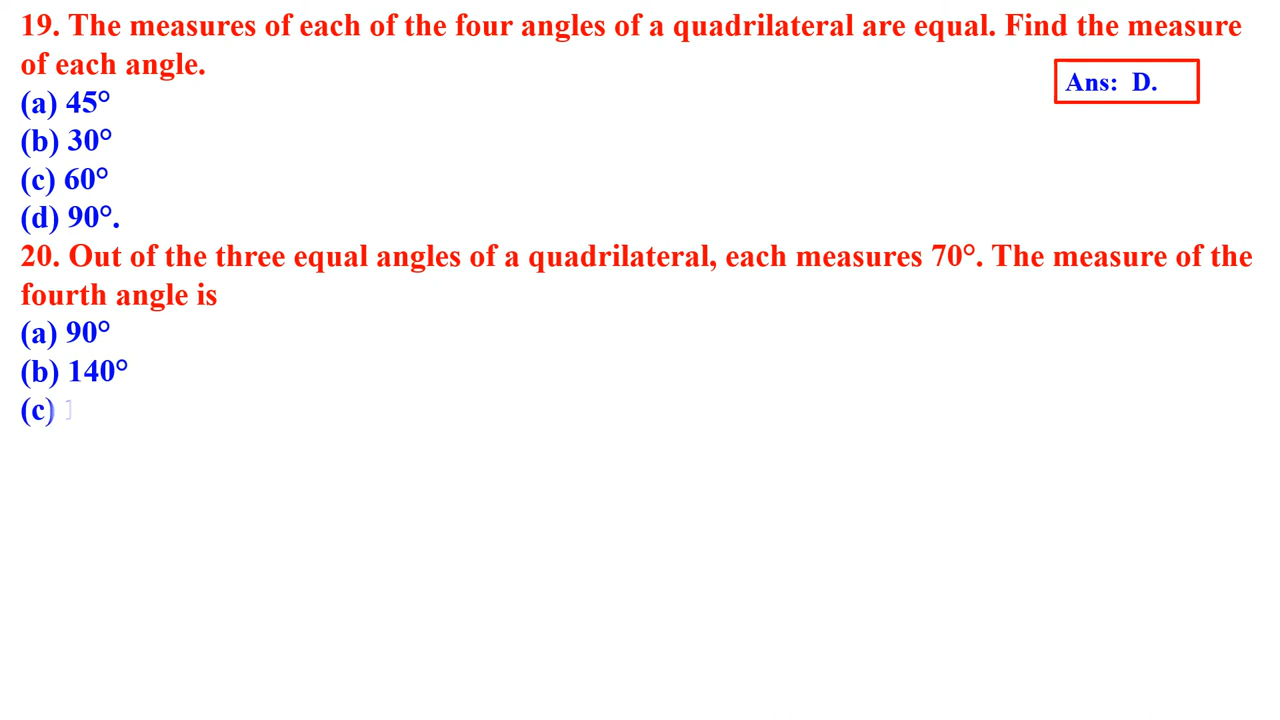 19. The measures of each of the four angles of a quadrilateral are equal. Find the measure
of each angle.
Ans: D.
(a) 45°
(b) 30°
(c) 60°
(d) 90°.
20. Out of the three equal angles of a quadrilateral, each measures 70°. The measure of the
fourth angle is
(a) 90°
(b) 140°
(c)